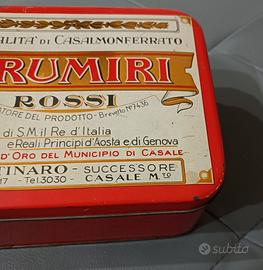 ALITA' DI CASALMONFERRATO
RUMIRI
ROSSI
TORE DEL PRODOTTO - Brevetto N° 7436
di S.M. il Re d'Italia
e Reali Principi d'Aosta e di Genova
D'ORO DEL MUNICIPIO DI CASALE
TINARO - SUCCESSORE
17 - Tel. 3030 - CASALE M.TO
subito